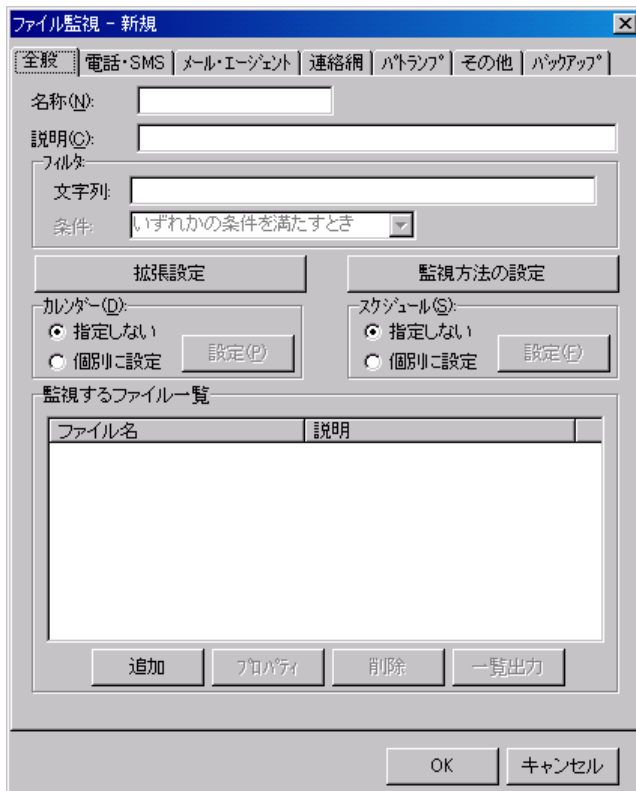 ファイル監視 - 新規
全般 電話・SMS メール・エージェント 連絡網 パトランプ その他 バックアップ
名称(N):
説明(C):
フィルタ:
文字列:
条件: いずれかの条件を満たすとき
拡張設定 監視方法の設定
カレンダー(D): スケジュール(S):
指定しない 指定しない
個別に設定 設定(P) 個別に設定 設定(F)
監視するファイル一覧
ファイル名 説明
追加 プロパティ 削除 一覧出力
OK キャンセル